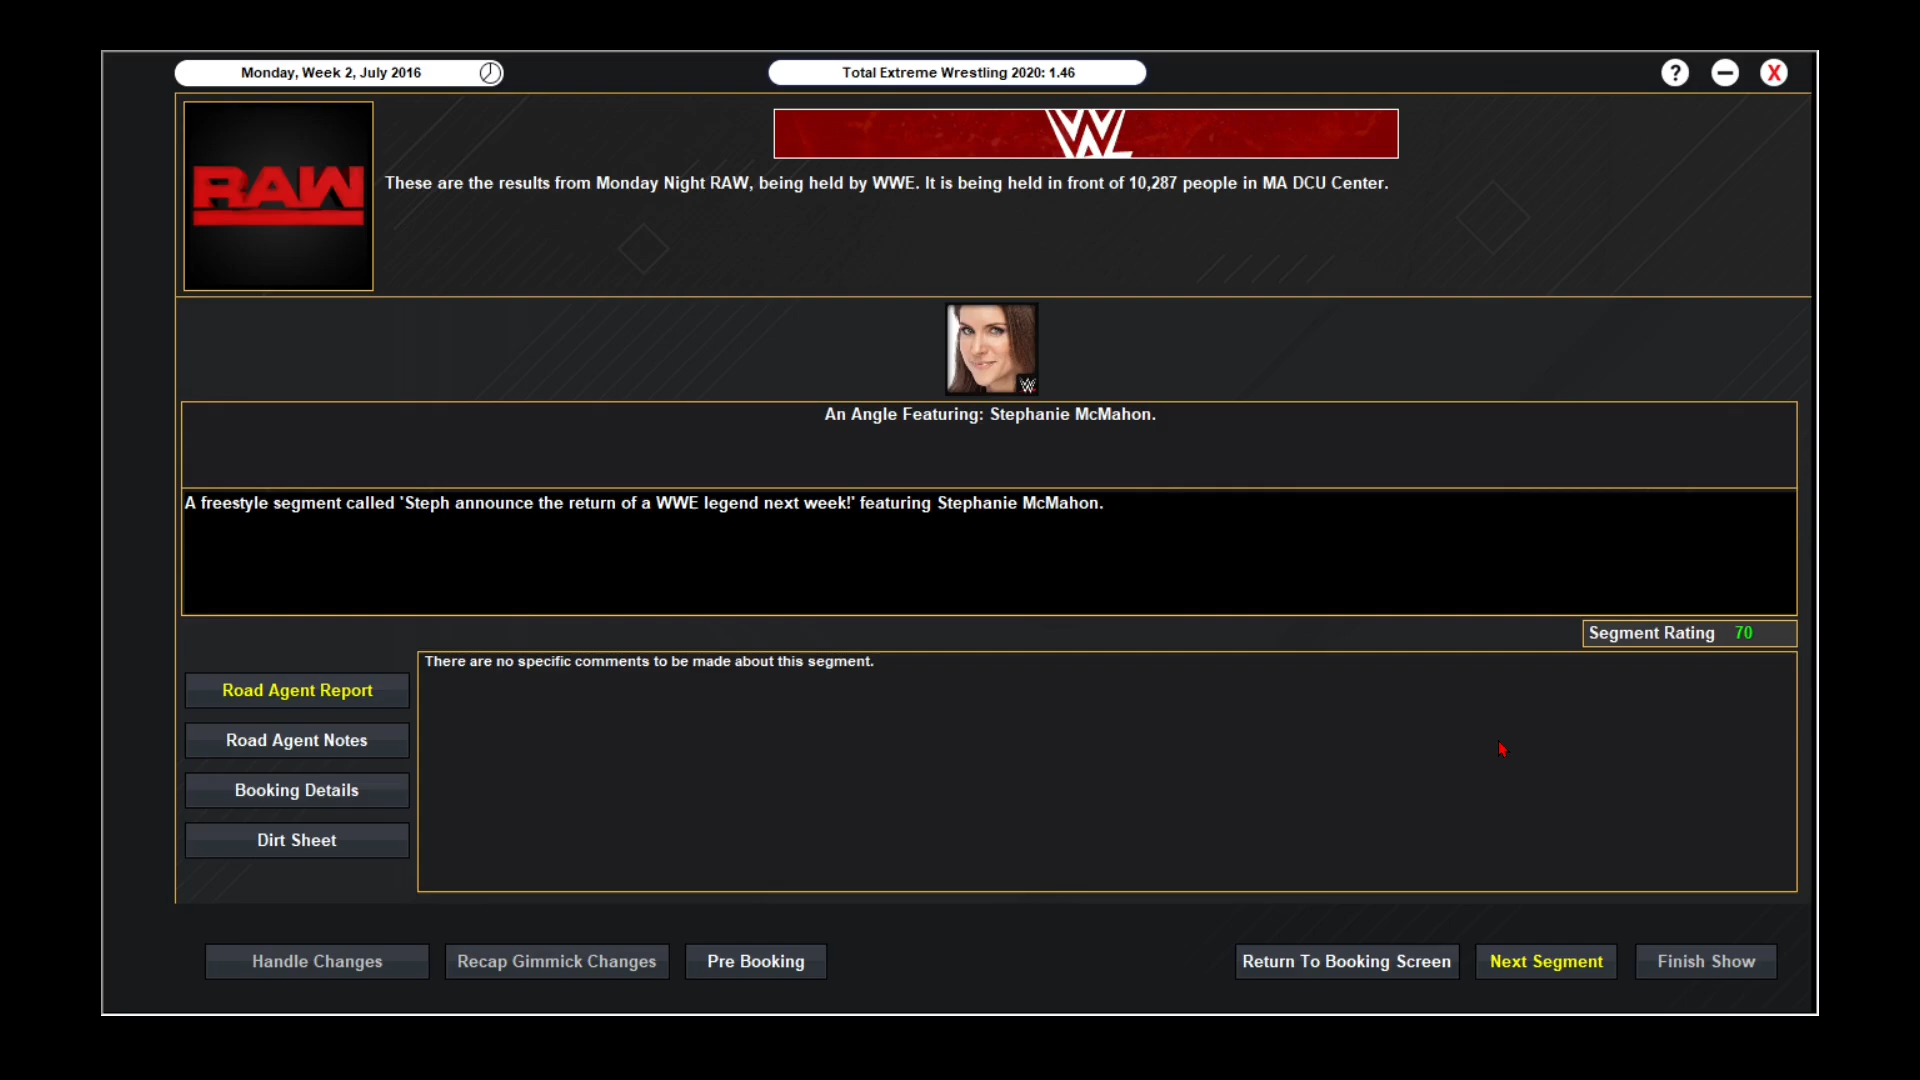 Monday, Week 2, July 2016
Total Extreme Wrestling 2020: 1.46
?
X
RAW
W
These are the results from Monday Night RAW, being held by WWE. It is being held in front of 10,287 people in MA DCU Center.
W
An Angle Featuring: Stephanie McMahon.
A freestyle segment called 'Steph announce the return of a WWE legend next week!' featuring Stephanie McMahon.
Segment Rating 70
There are no specific comments to be made about this segment.
Road Agent Report
Road Agent Notes
Booking Details
Dirt Sheet
Handle Changes
Recap Gimmick Changes
Pre Booking
Return To Booking Screen
Next Segment
Finish Show